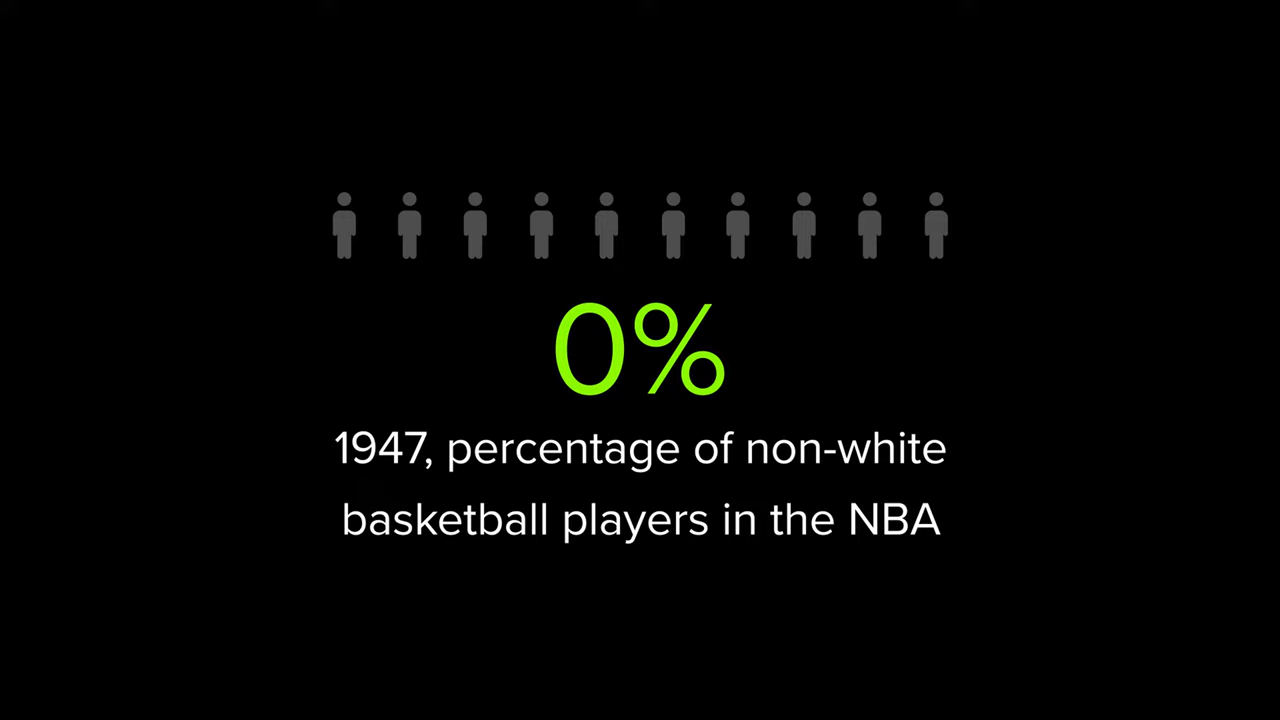 0%
1947, percentage of non-white
basketball players in the NBA